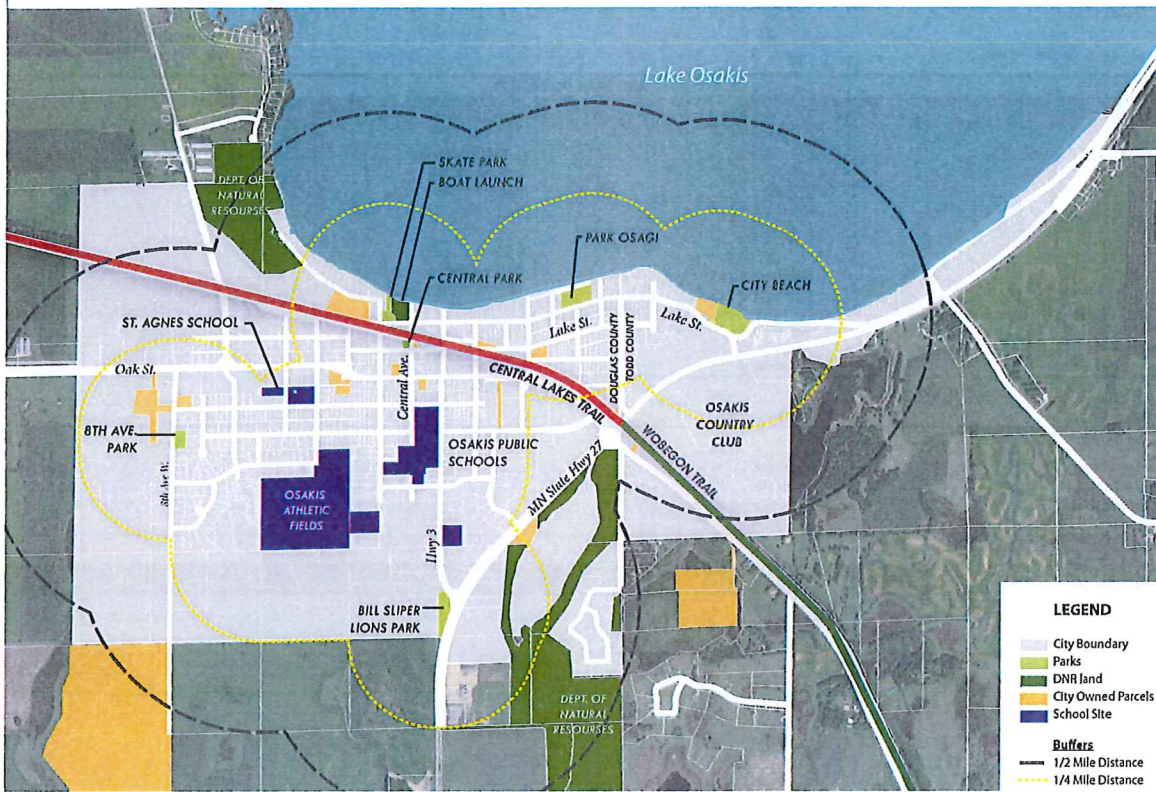 Lake Osakis
SKATE PARK
BOAT LAUNCH
DEPT. OF
NATURAL
RESOURSES
PARK OSAGI
CENTRAL PARK
CITY BEACH
ST. AGNES SCHOOL
Lake St.
Lake St.
Oak St.
Central Ave.
CENTRAL LAKES TRAIL
DOUGLAS COUNTY
TODD COUNTY
OSAKIS
COUNTRY
CLUB
8TH AVE.
PARK
OSAKIS PUBLIC
SCHOOLS
WOBEGON TRAIL
8th Ave W.
MN State Hwy 27
OSAKIS
ATHLETIC
FIELDS
Hwy 3
BILL SLIPER
LIONS PARK
DEPT. OF
NATURAL
RESOURSES
LEGEND
City Boundary
Parks
DNR land
City Owned Parcels
School Site
Buffers
1/2 Mile Distance
1/4 Mile Distance